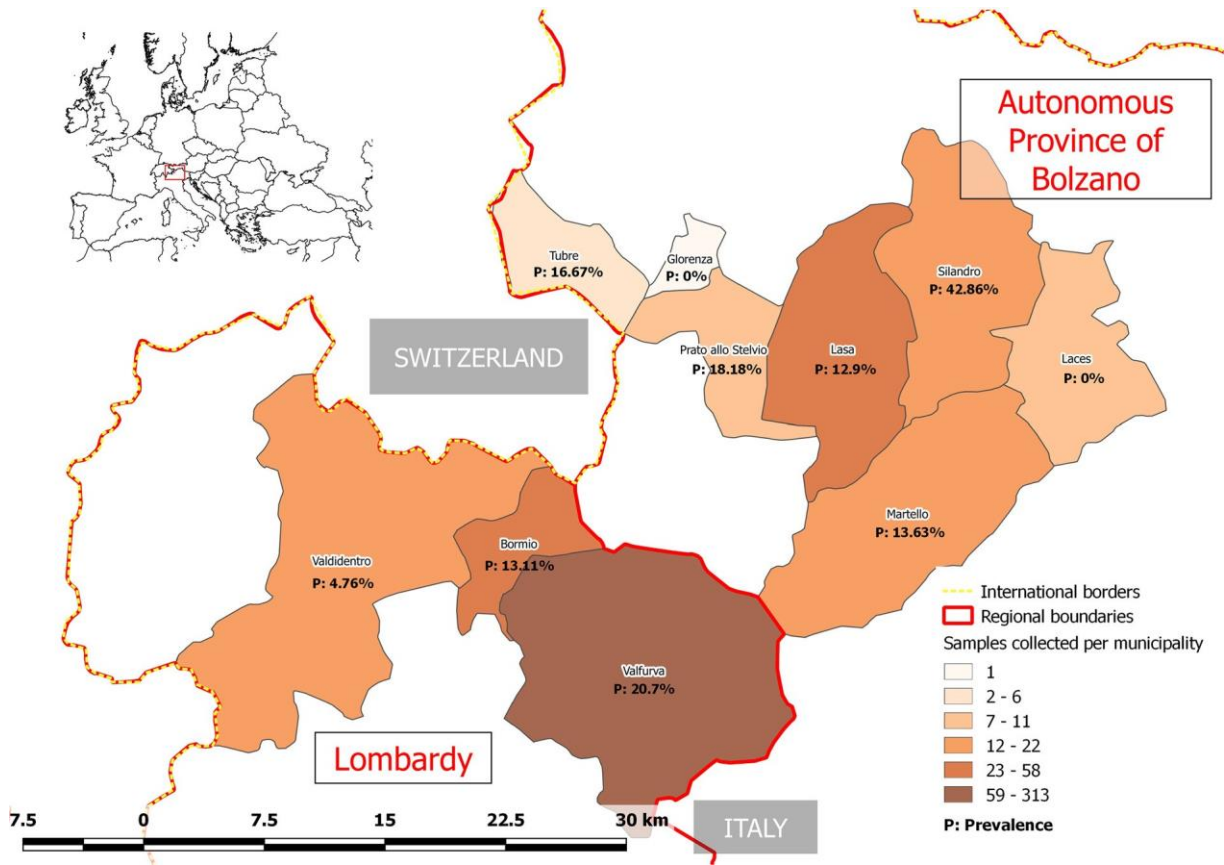 Autonomous
Province of
Bolzano
Tubre
P: 16.67%
Glorenza
P: 0%
Silandro
P: 42.86%
SWITZERLAND
Prato allo Stelvio
P: 18.18%
Lasa
P: 12.9%
Laces
P: 0%
Martello
P: 13.63%
Bormio
P: 13.11%
Valdidentro
P: 4.76%
Valfurva
P: 20.7%
International borders
Regional boundaries
Samples collected per municipality
1
2 - 6
7 - 11
12 - 22
23 - 58
59 - 313
P: Prevalence
Lombardy
ITALY
7.5 0 7.5 15 22.5 30 km